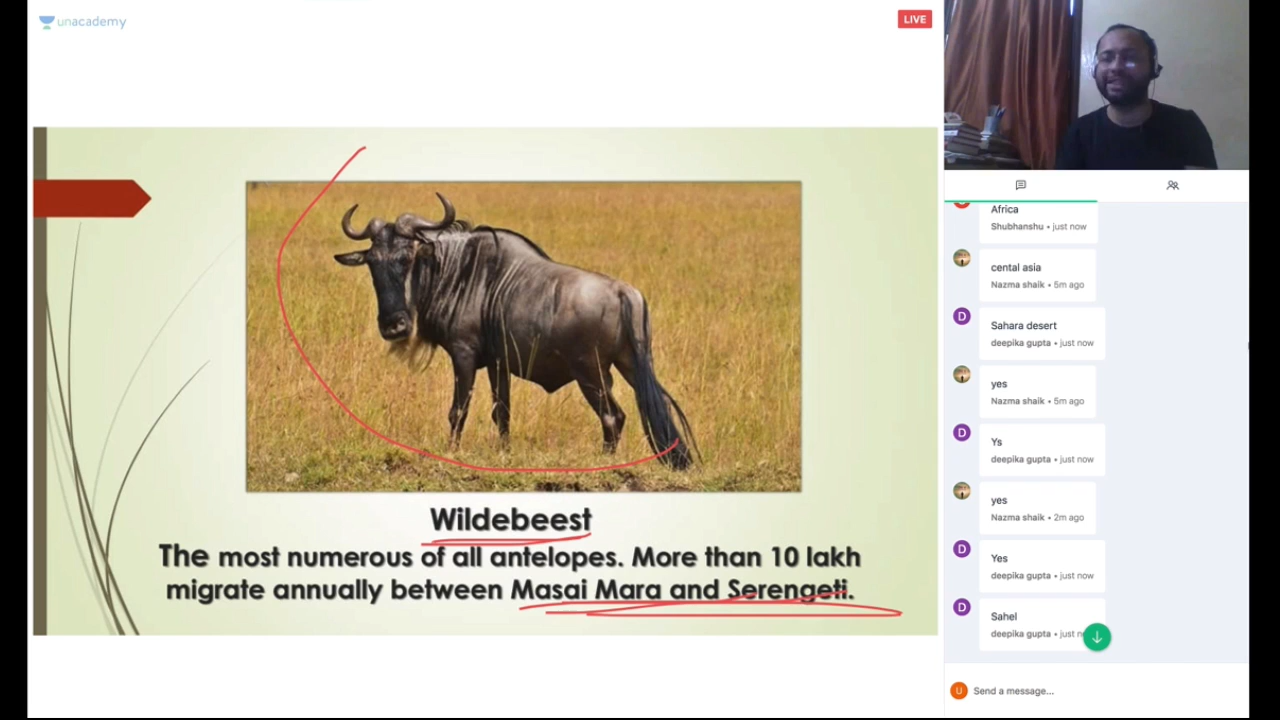 unacademy
LIVE
Wildebeest
The most numerous of all antelopes. More than 10 lakh
migrate annually between Masai Mara and Serengeti.
Africa
Shubhanshu • just now
cental asia
Nazma shaik • 5m ago
D
Sahara desert
deepika gupta • just now
yes
Nazma shaik • 5m ago
D
Ys
deepika gupta • just now
yes
Nazma shaik • 2m ago
D
Yes
deepika gupta • just now
D
Sahel
deepika gupta • just
U
Send a message...